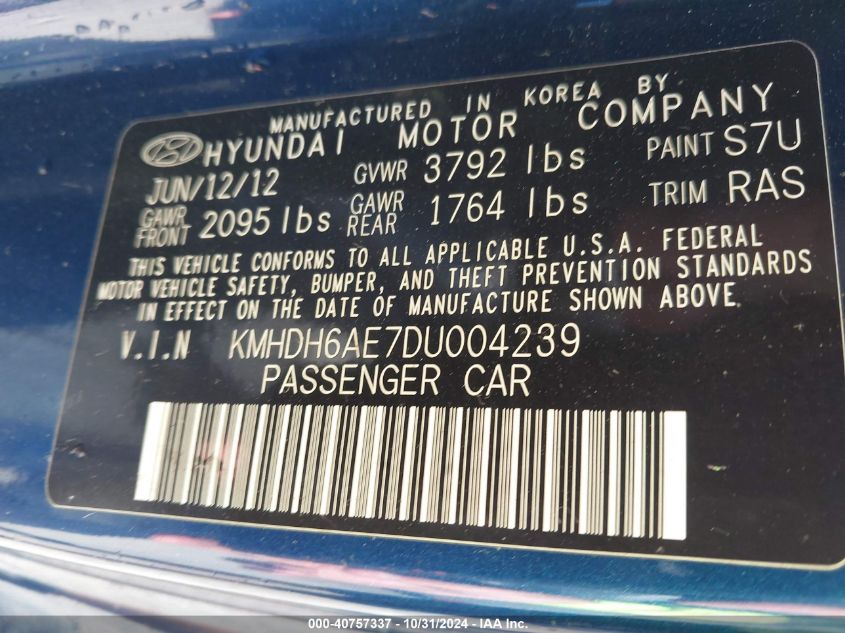 MANUFACTURED IN KOREA BY
HYUNDAI MOTOR COMPANY
JUN/12/12 GVWR 3792 lbs PAINT S7U
GAWR FRONT 2095 lbs GAWR REAR 1764 lbs TRIM RAS
THIS VEHICLE CONFORMS TO ALL APPLICABLE U.S.A. FEDERAL
MOTOR VEHICLE SAFETY, BUMPER, AND THEFT PREVENTION STANDARDS
IN EFFECT ON THE DATE OF MANUFACTURE SHOWN ABOVE.
V.I.N KMHDH6AE7DU004239
PASSENGER CAR
000-40757337 - 10/31/2024 - IAA Inc.